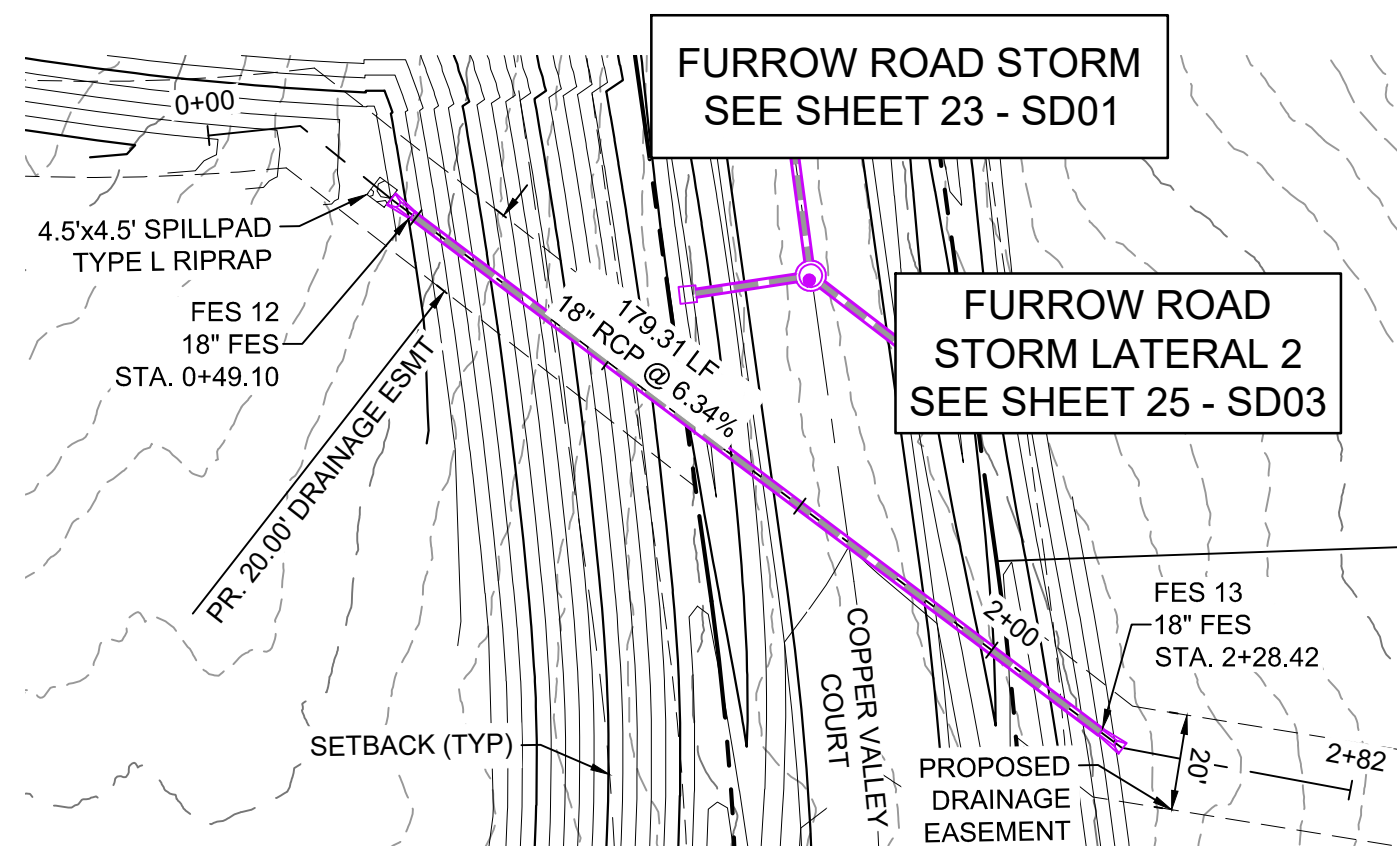 FURROW ROAD STORM
SEE SHEET 23 - SD01
0+00
4.5'x4.5' SPILLPAD
TYPE L RIPRAP
FES 12
18" FES
STA. 0+49.10
PR. 20.00' DRAINAGE ESMT
179.31 LF
18" RCP @ 6.34%
FURROW ROAD
STORM LATERAL 2
SEE SHEET 25 - SD03
2+00
FES 13
18" FES
STA. 2+28.42
COPPER VALLEY
COURT
SETBACK (TYP)
PROPOSED
DRAINAGE
EASEMENT
20'
2+82